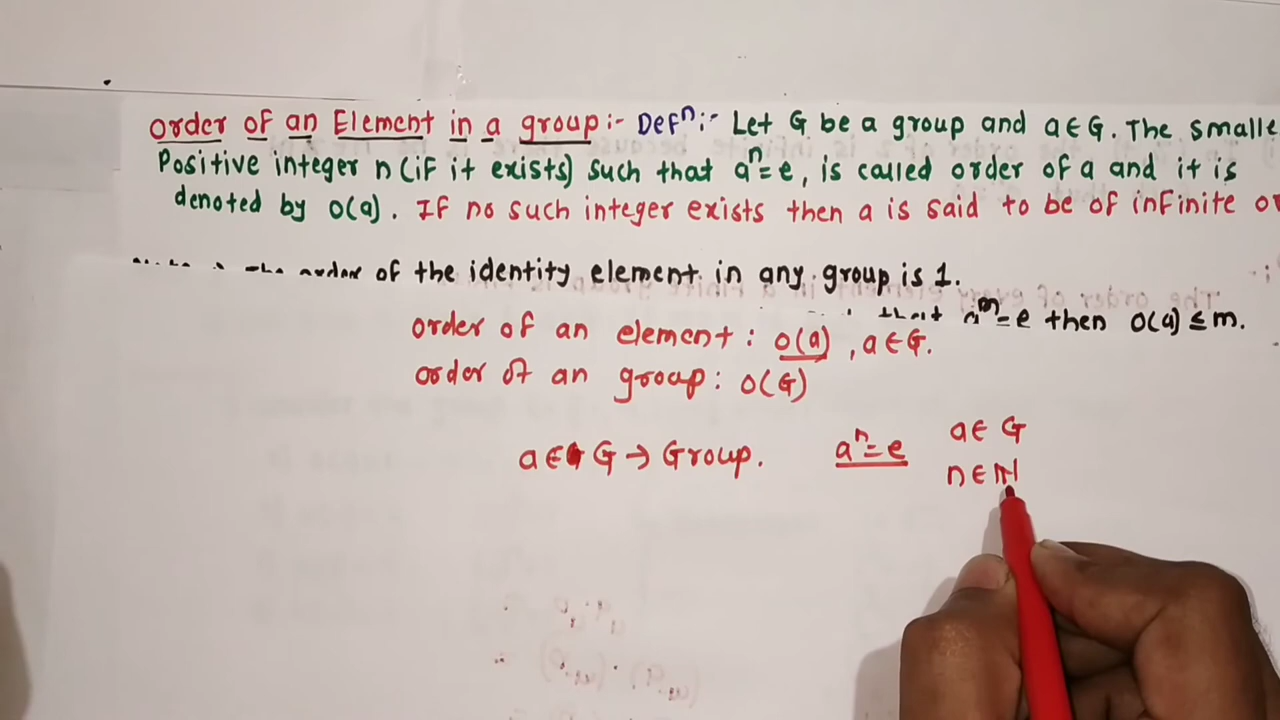 Order of an Element in a group:- Defⁿ:- Let G be a group and a∈G. The smalle
Positive integer n (if it exists) such that aⁿ=e, is called order of a and it is
denoted by o(a). If no such integer exists then a is said to be of infinite o
order of the identity element in any group is 1.
that aᵐ=e then o(a) ≤ m.
order of an element : o(a) , a∈G.
order of an group : o(G)
a∈ G → Group. aⁿ=e a∈ G
n∈N